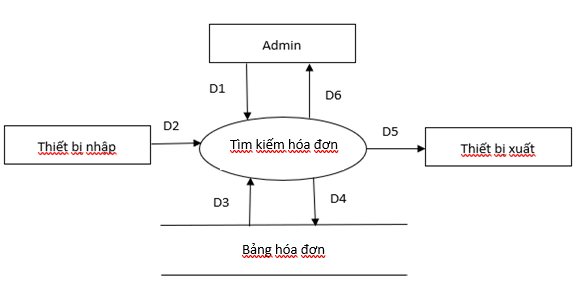 Admin
D1
D6
D2
Thiết bị nhập
Tìm kiếm hóa đơn
D5
Thiết bị xuất
D3
D4
Bảng hóa đơn